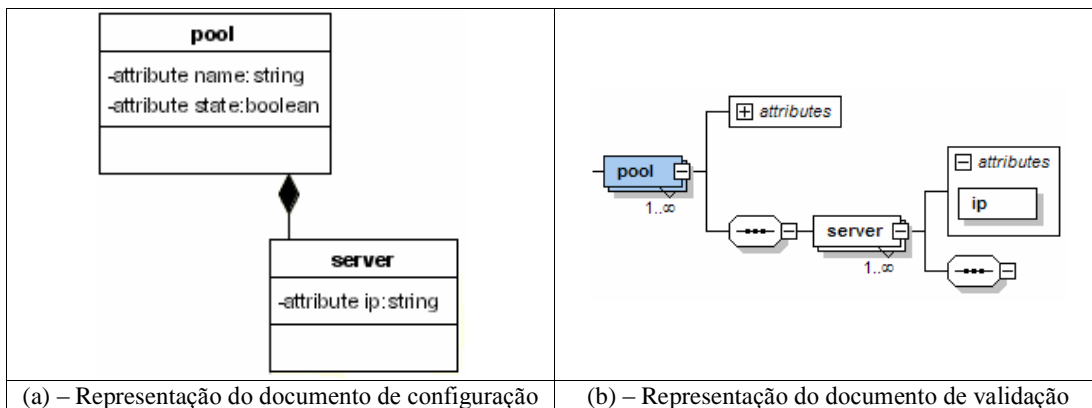 pool
-attribute name: string
-attribute state:boolean
server
-attribute ip:string
(a) – Representação do documento de configuração
attributes
pool
1..∞
server
1..∞
attributes
ip
(b) – Representação do documento de validação